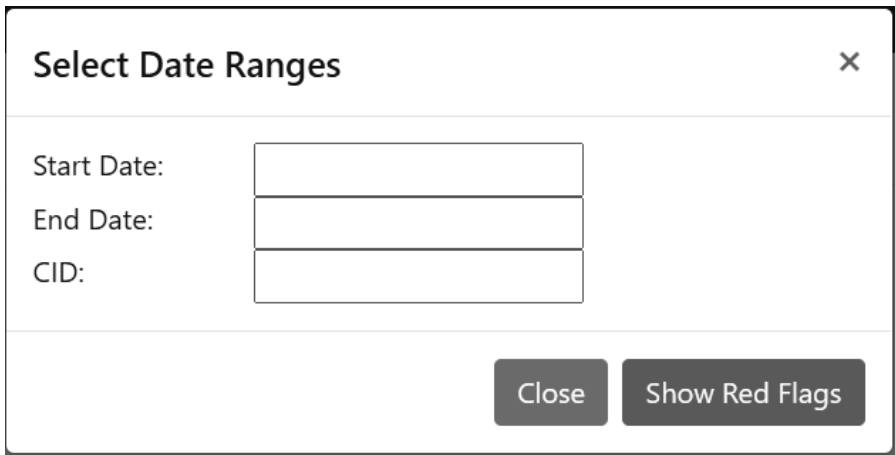 Select Date Ranges ×
Start Date:
End Date:
CID:
Close Show Red Flags